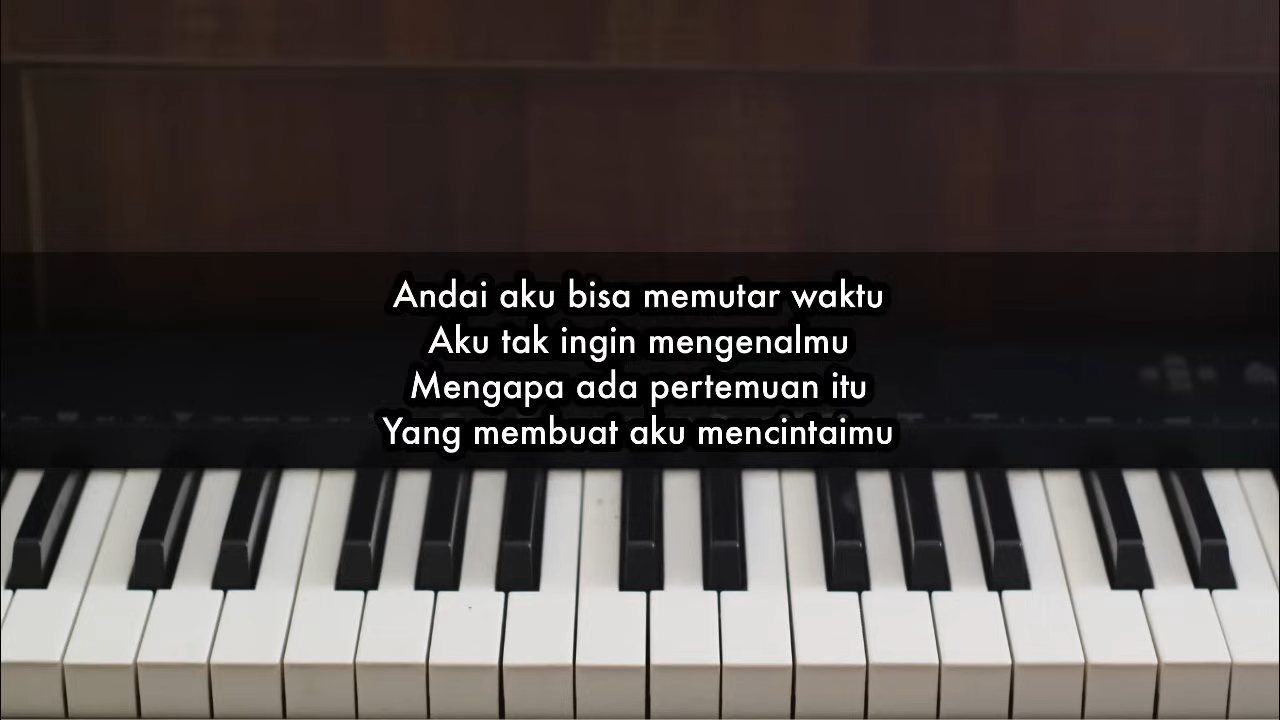 Andai aku bisa memutar waktu
Aku tak ingin mengenalmu
Mengapa ada pertemuan itu
Yang membuat aku mencintaimu